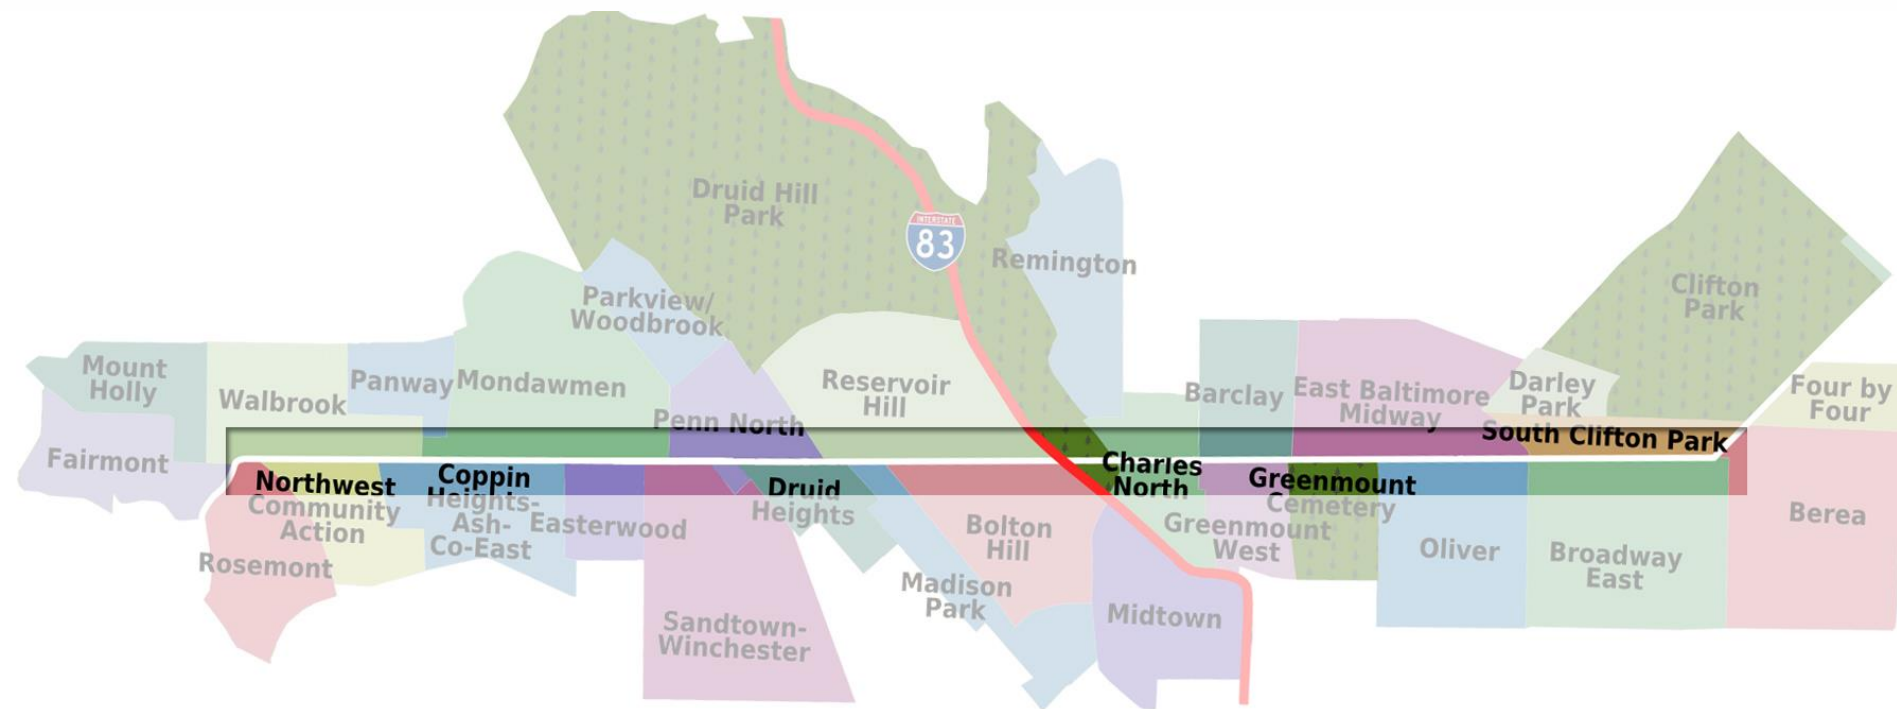 Druid Hill
Park
INTERSTATE
83
Remington
Clifton
Park
Parkview/
Woodbrook
Mount
Holly
Walbrook
Panway
Mondawmen
Reservoir
Hill
Penn North
Barclay
East Baltimore
Midway
Darley
Park
Four by
Four
South Clifton Park
Fairmont
Northwest
Community
Action
Rosemont
Coppin
Heights-
Ash-
Co-East
Easterwood
Druid
Heights
Sandtown-
Winchester
Bolton
Hill
Madison
Park
Charles
North
Midtown
Greenmount
West
Greenmount
Cemetery
Oliver
Broadway
East
Berea